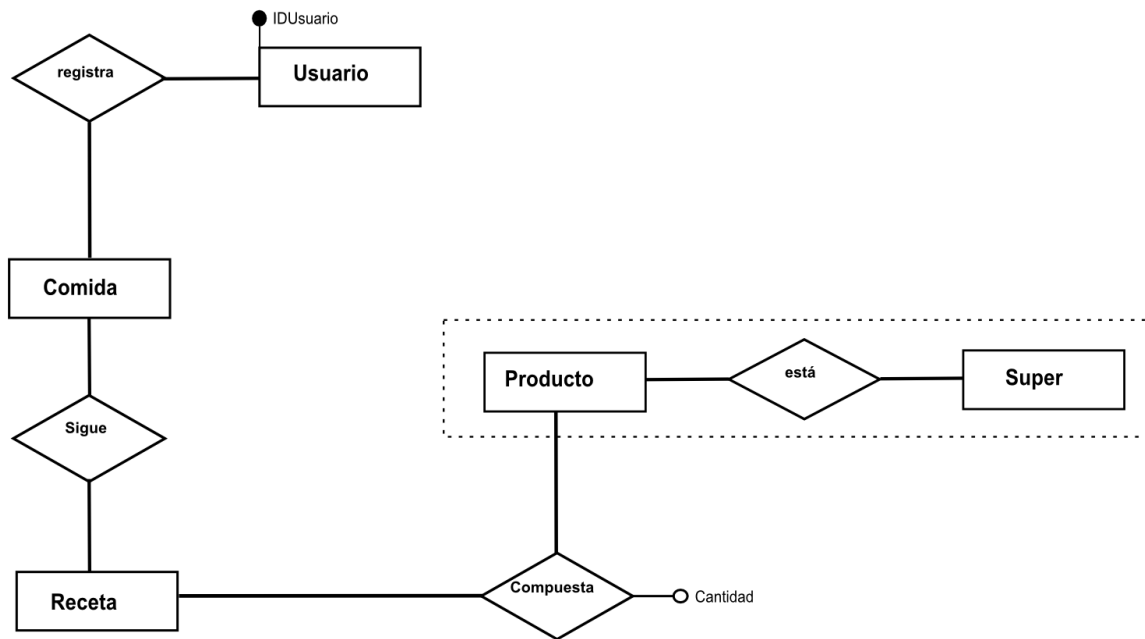 IDUsuario
registra
Usuario
Comida
Producto
está
Super
Sigue
Compuesta
Cantidad
Receta